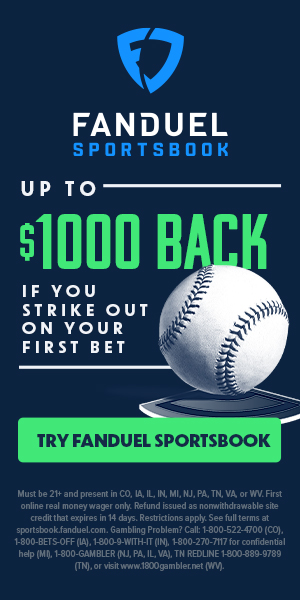 FANDUEL
SPORTSBOOK
UP TO
$1000 BACK
IF YOU
STRIKE OUT
ON YOUR
FIRST BET
TRY FANDUEL SPORTSBOOK
Must be 21+ and present in CO, IA, IL, IN, MI, NJ, PA, TN, VA, or WV. First
online real money wager only. Refund issued as nonwithdrawable site
credit that expires in 14 days. Restrictions apply. See full terms at
sportsbook.fanduel.com. Gambling Problem? Call: 1-800-522-4700 (CO),
1-800-BETS-OFF (IA), 1-800-9-WITH-IT (IN), 1-800-270-7117 for confidential
help (MI), 1-800-GAMBLER (NJ, PA, IL, VA), TN REDLINE 1-800-889-9789
(TN), or visit www.1800gambler.net (WV).